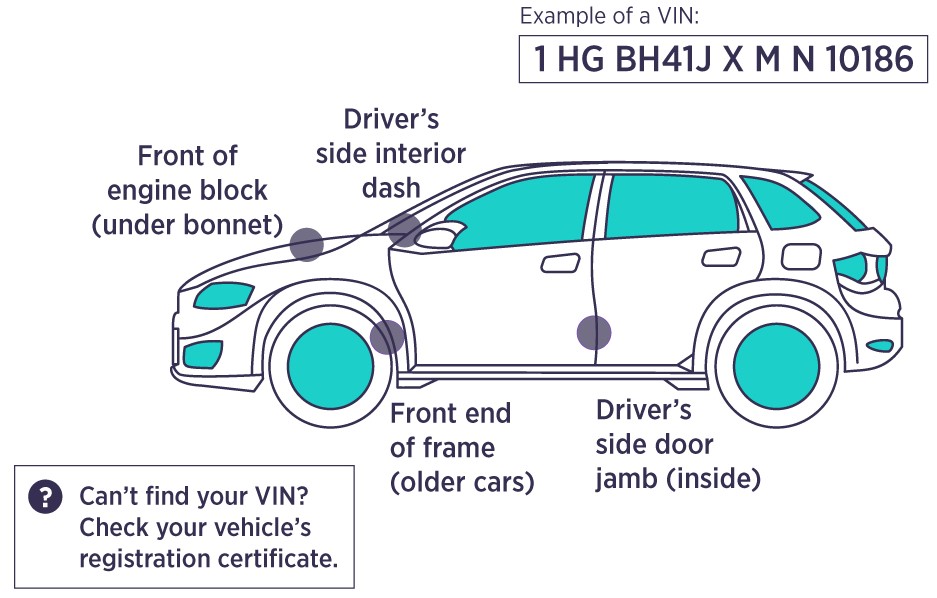 Example of a VIN:
1 HG BH41J X M N 10186
Driver’s
side interior
dash
Front of
engine block
(under bonnet)
Front end
of frame
(older cars)
Driver’s
side door
jamb (inside)
?
Can’t find your VIN?
Check your vehicle’s
registration certificate.